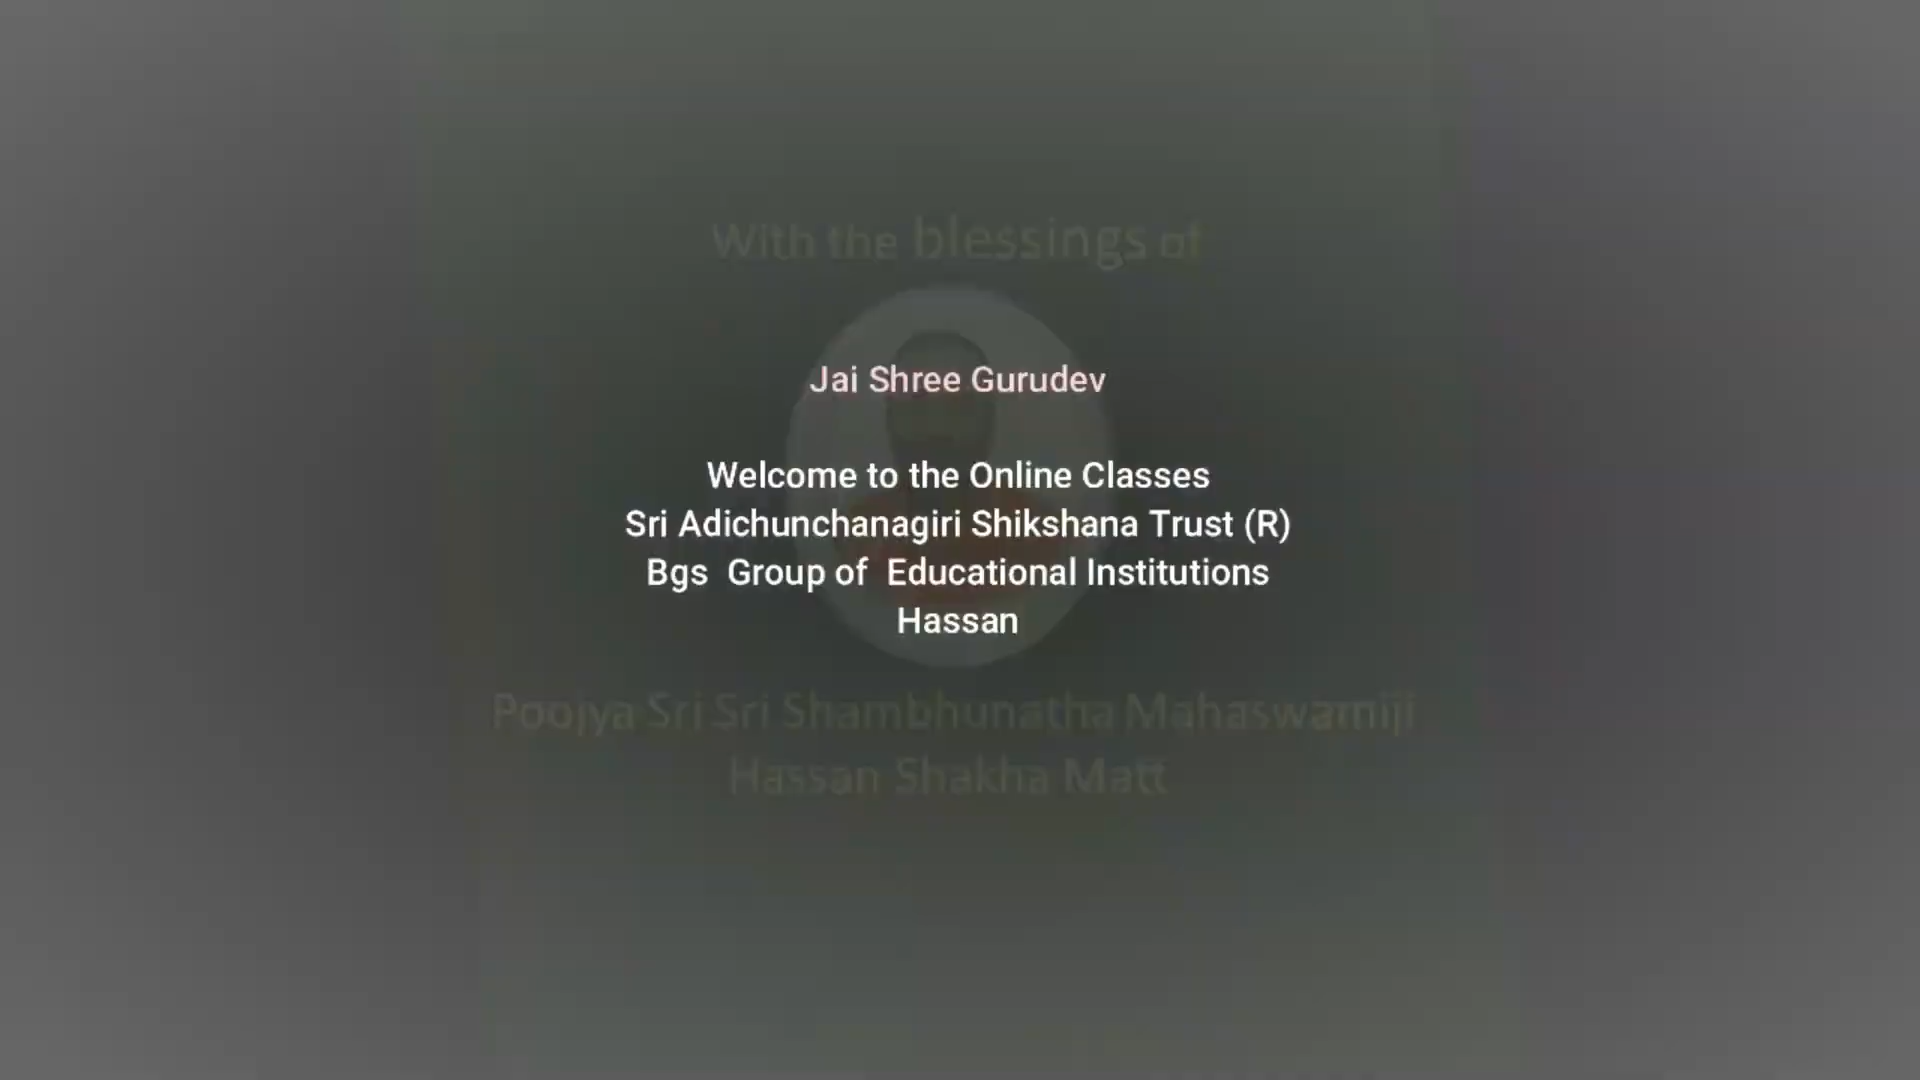 With the blessings of
Jai Shree Gurudev
Welcome to the Online Classes
Sri Adichunchanagiri Shikshana Trust (R)
Bgs Group of Educational Institutions
Hassan
Poojya Sri Sri Shambhunatha Mahaswamiji
Hassan Shakha Matt